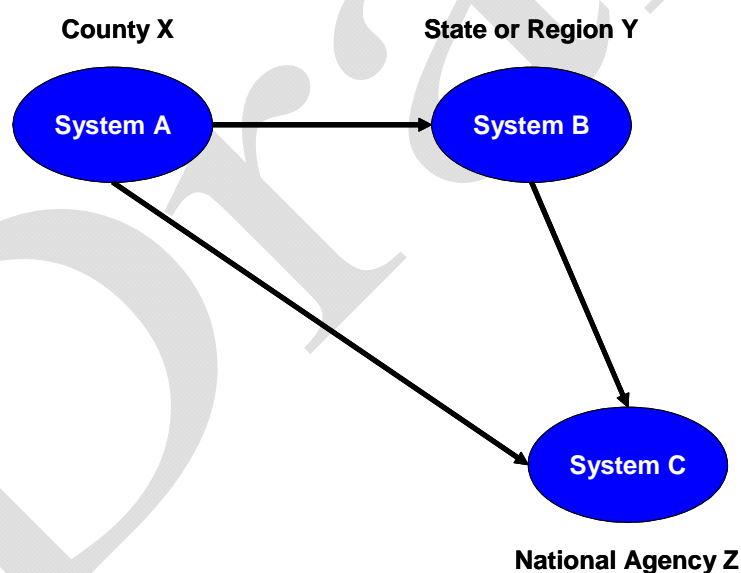 County X
State or Region Y
System A
System B
System C
National Agency Z